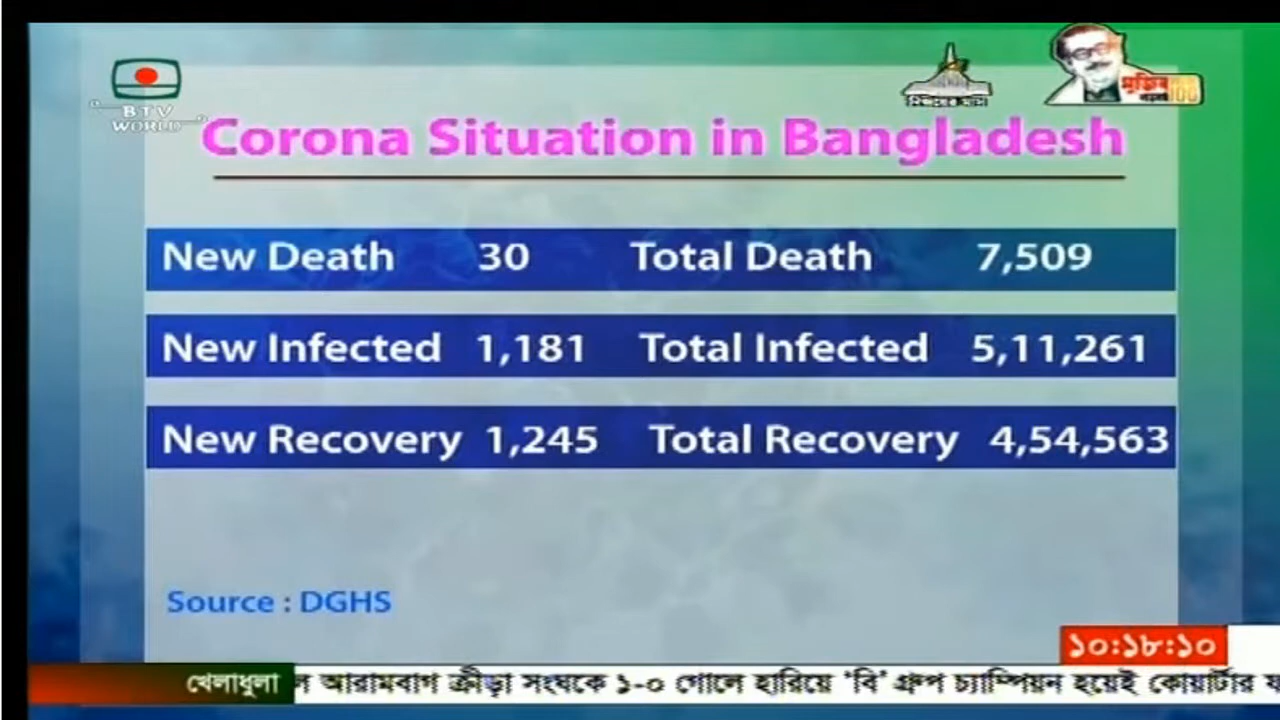 BTV
WORLD
বিজয়ের মাস
মুজিব
Corona Situation in Bangladesh
New Death 30 Total Death 7,509
New Infected 1,181 Total Infected 5,11,261
New Recovery 1,245 Total Recovery 4,54,563
Source : DGHS
১০:১৮:১০
খেলাধুলা ল আরামবাগ ক্রীড়া সংঘকে ১-০ গোলে হারিয়ে ‘বি’ গ্রুপ চ্যাম্পিয়ন হয়েই কোয়ার্টার